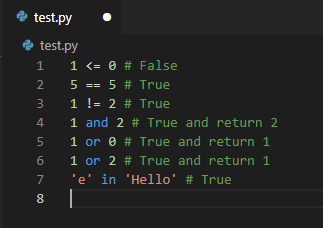 test.py
test.py
1 1 <= 0 # False
2 5 == 5 # True
3 1 != 2 # True
4 1 and 2 # True and return 2
5 1 or 0 # True and return 1
6 1 or 2 # True and return 1
7 'e' in 'Hello' # True
8